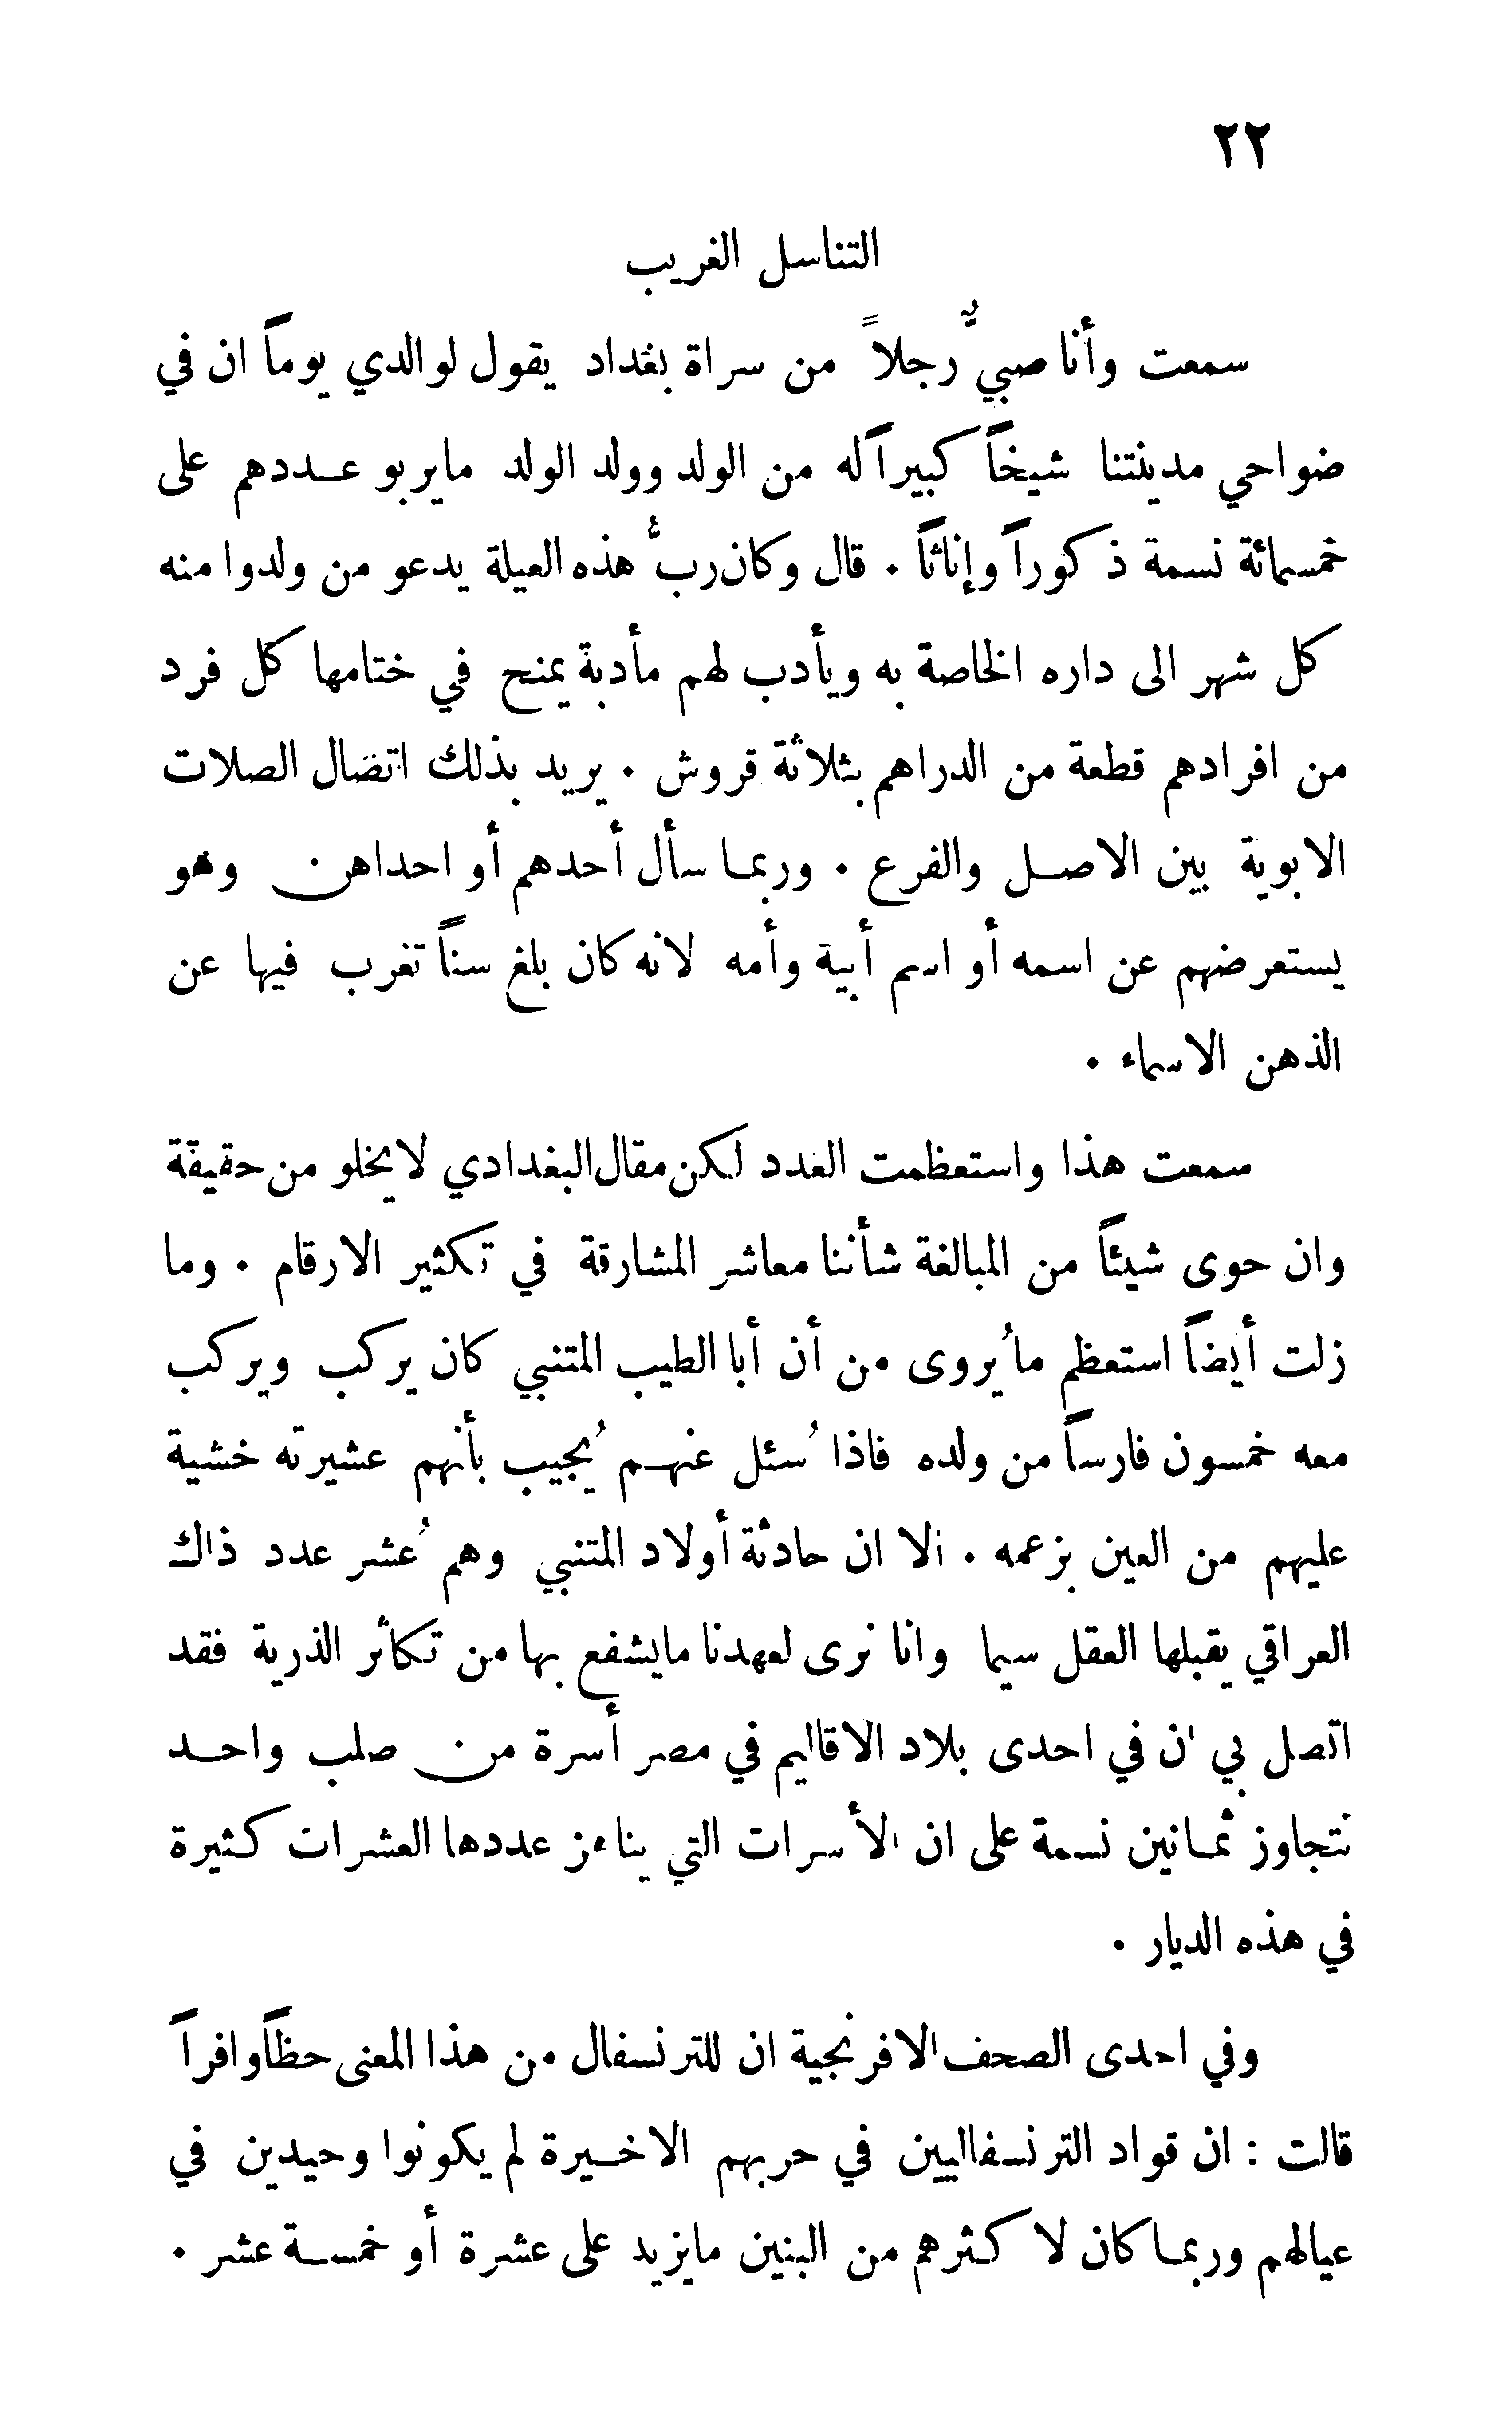 ٢٢
التناسل الغريب
سمعت وأنا صبيٌّ رجلاً من سراة بغداد يقول لوالدي يوماً ان في
ضواحي مدينتنا شيخاً كبيراً له من الولد وولد الولد مايربو عددهم على
خمسمائة نسمة ذكوراً وإناثاً . قال وكان ربُّ هذه العيلة يدعو من ولدوا منه
كل شهر الى داره الخاصة به ويأدب لهم مأدبة يمنح في ختامها كل فرد
من افرادهم قطعة من الدراهم بثلاثة قروش . يريد بذلك اتصال الصلات
الابوية بين الاصل والفرع . وربما سأل أحدهم أو احداهن وهو
يستعرضهم عن اسمه أو اسم أبية وأمه لانه كان بلغ سناً تغرب فيها عن
الذهن الاسماء .
سمعت هذا واستعظمت العدد لكن مقال البغدادي لايخلو من حقيقة
وان حوى شيئاً من المبالغة شأننا معاشر المشارقة في تكثير الارقام . وما
زلت أيضاً استعظم مايُروى من أن أبا الطيب المتنبي كان يركب ويركب
معه خمسون فارساً من ولده فاذا سُئل عنهم يُجيب بأنهم عشيرته خشية
عليهم من العين بزعمه . الا ان حادثة أولاد المتنبي وهم عُشر عدد ذاك
العراقي يقبلها العقل سيما وانا نرى لعهدنا مايشفع بها من تكاثر الذرية فقد
اتصل بي ان في احدى بلاد الاقاليم في مصر أسرة من صلب واحد
تتجاوز ثمانين نسمة على ان الأسرات التي يناهز عددها العشرات كثيرة
في هذه الديار .
وفي احدى الصحف الافرنجية ان للترنسفال من هذا المعنى حظاً وافراً
قالت : ان قواد الترنسفاليين في حربهم الاخيرة لم يكونوا وحيدين في
عيالهم وربما كان لاكثرهم من البنين مايزيد على عشرة أو خمسة عشر .